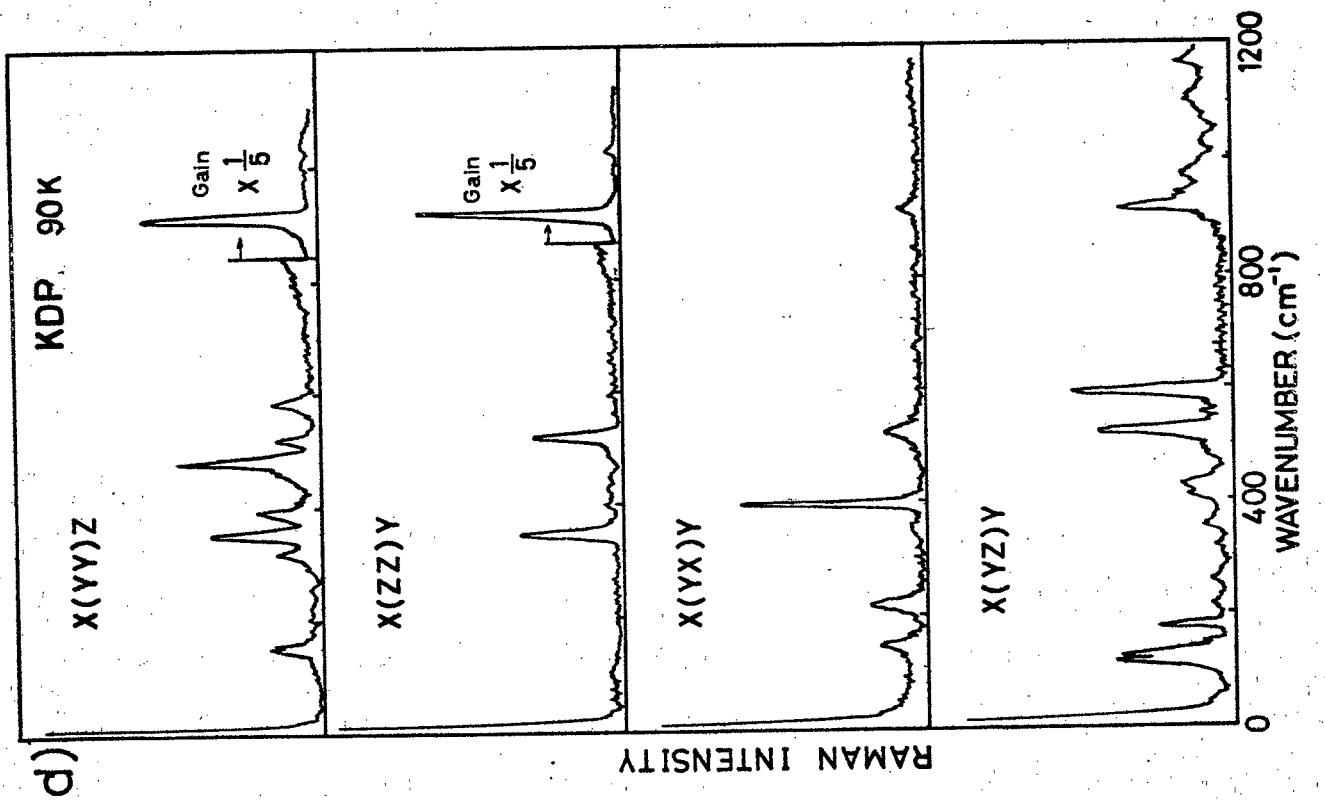 d)
KDP. 90K
X(YY)Z
Gain
X 1/5
X(ZZ)Y
Gain
X 1/5
X(YX)Y
X(YZ)Y
RAMAN INTENSITY
0
400
800
1200
WAVENUMBER (cm⁻¹)